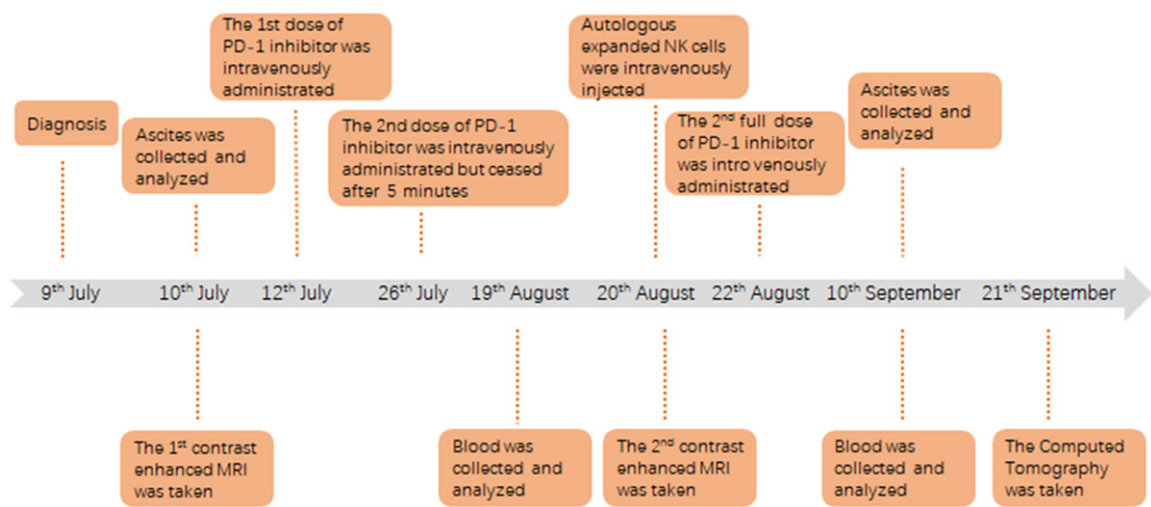 The 1st dose of
PD-1 inhibitor was
intravenously
administrated
Autologous
expanded NK cells
were intravenously
injected
Diagnosis
Ascites was
collected and
analyzed
The 2nd dose of PD-1
inhibitor was intravenously
administrated but ceased
after 5 minutes
The 2nd full dose
of PD-1 inhibitor
was intro venously
administrated
Ascites was
collected and
analyzed
9th July
10th July
12th July
26th July
19th August
20th August
22th August
10th September
21th September
The 1st contrast
enhanced MRI
was taken
Blood was
collected and
analyzed
The 2nd contrast
enhanced MRI
was taken
Blood was
collected and
analyzed
The Computed
Tomography
was taken